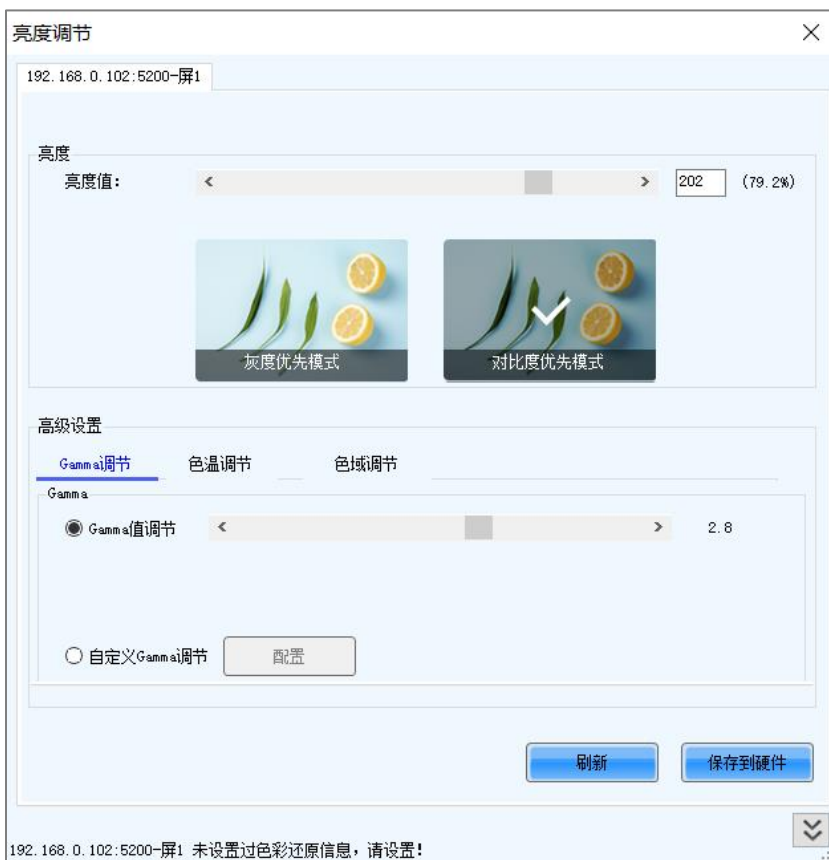 亮度调节
192.168.0.102:5200-屏1
亮度
亮度值: 202 (79.2%)
灰度优先模式 对比度优先模式
高级设置
Gamma调节 色温调节 色域调节
Gamma
Gamma值调节 2.8
自定义Gamma调节 配置
刷新 保存到硬件
192.168.0.102:5200-屏1 未设置过色彩还原信息，请设置!